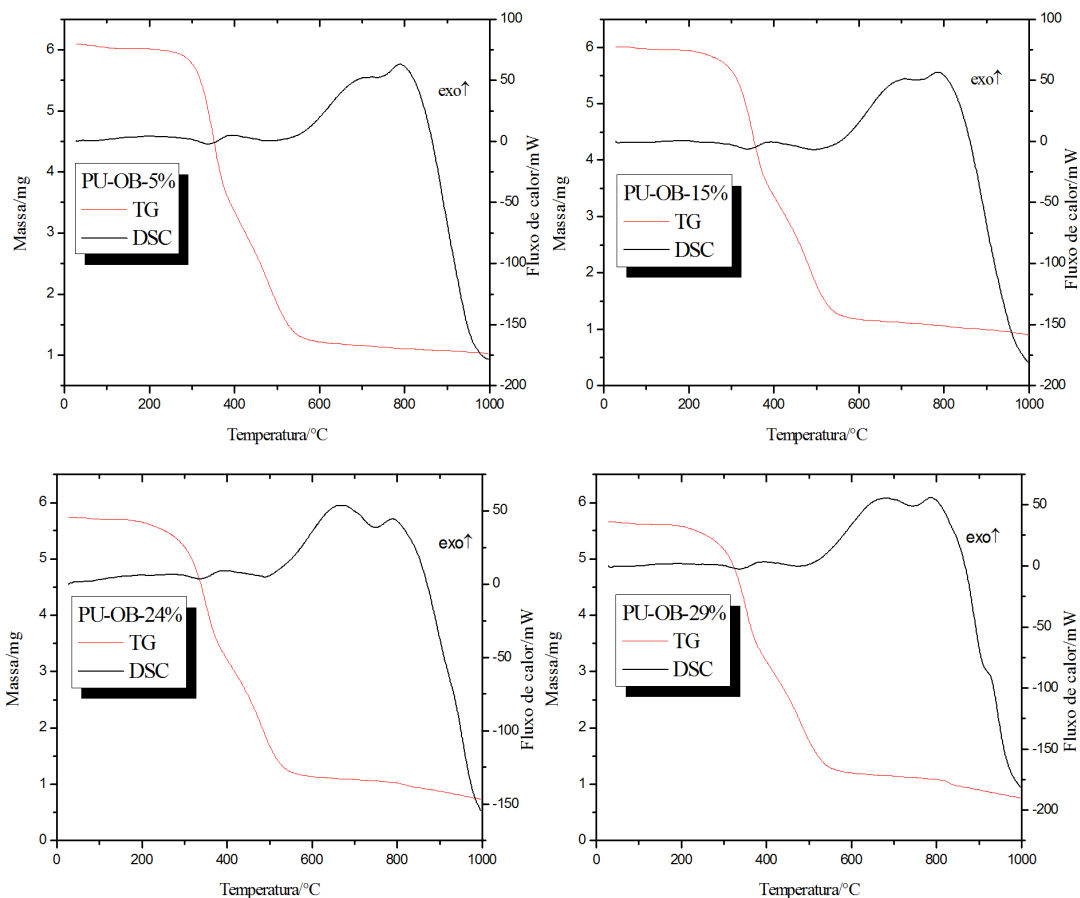 100
6
50
exo↑
5
0
PU-OB-5%
TG
DSC
4
-50
3
-100
2
-150
1
-200
0 200 400 600 800 1000
Massa/mg
Fluxo de calor/mW
Temperatura/°C
100
6
50
exo↑
5
0
PU-OB-15%
TG
DSC
4
-50
3
-100
2
1
-150
0
-200
0 200 400 600 800 1000
Massa/mg
Fluxo de calor/mW
Temperatura/°C
6
50
exo↑
5
0
PU-OB-24%
TG
DSC
4
-50
3
2
-100
1
-150
0
0 200 400 600 800 1000
Massa/mg
Fluxo de calor/mW
Temperatura/°C
6
50
exo↑
5
0
PU-OB-29%
TG
DSC
4
-50
3
-100
2
-150
1
-200
0
0 200 400 600 800 1000
Massa/mg
Fluxo de calor/mW
Temperatura/°C